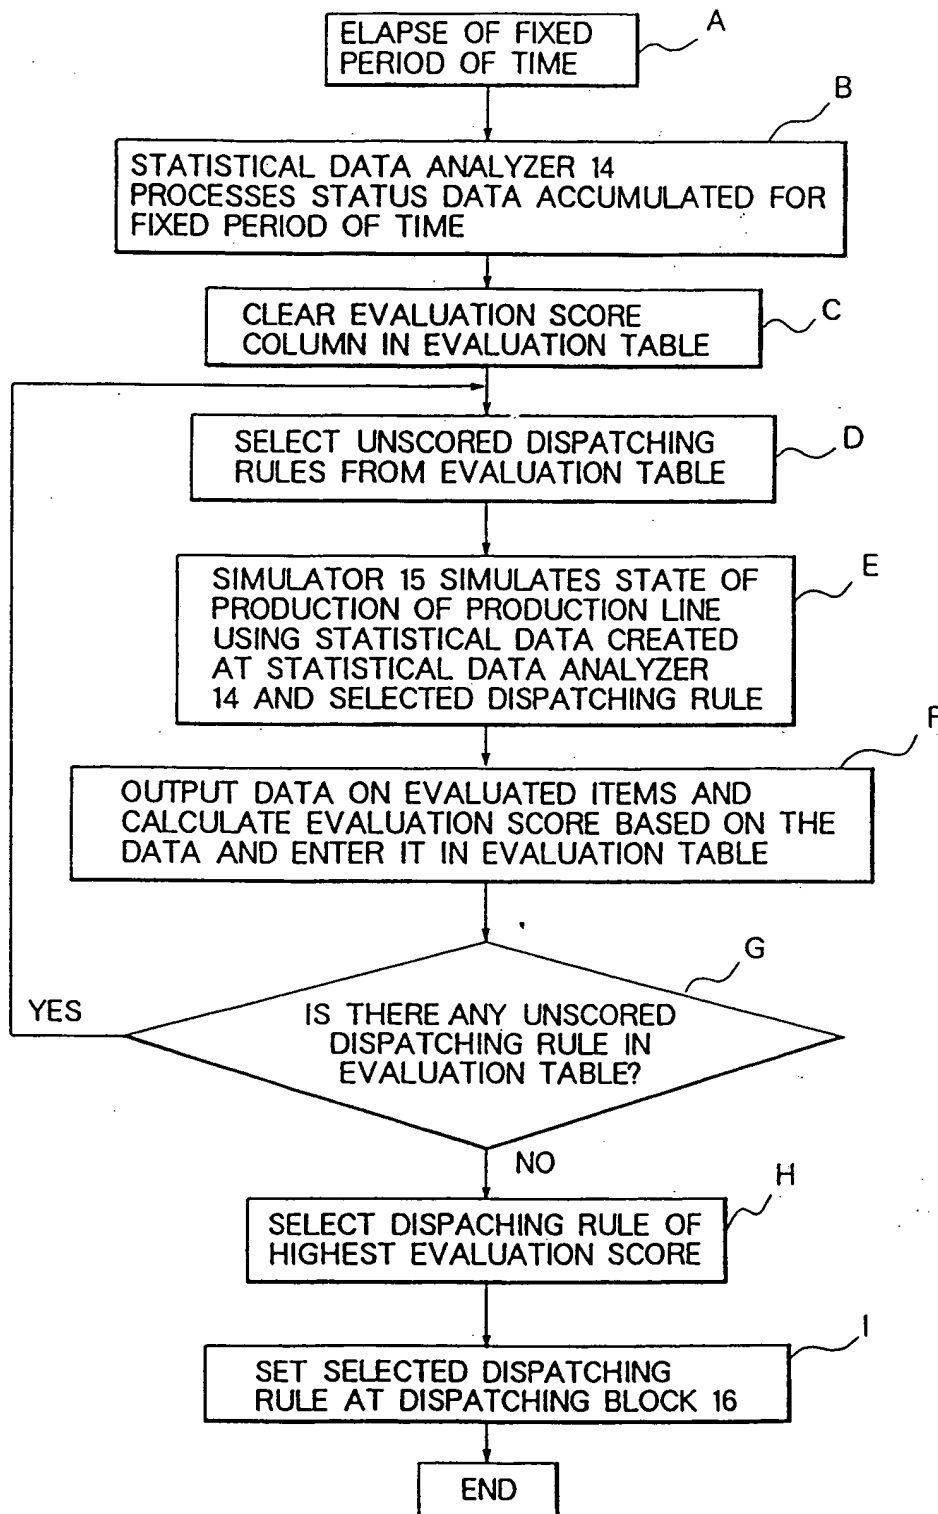 ELAPSE OF FIXED
PERIOD OF TIME
A
B
STATISTICAL DATA ANALYZER 14
PROCESSES STATUS DATA ACCUMULATED FOR
FIXED PERIOD OF TIME
CLEAR EVALUATION SCORE
COLUMN IN EVALUATION TABLE
C
SELECT UNSCORED DISPATCHING
RULES FROM EVALUATION TABLE
D
SIMULATOR 15 SIMULATES STATE OF
PRODUCTION OF PRODUCTION LINE
USING STATISTICAL DATA CREATED
AT STATISTICAL DATA ANALYZER
14 AND SELECTED DISPATCHING RULE
E
F
OUTPUT DATA ON EVALUATED ITEMS AND
CALCULATE EVALUATION SCORE BASED ON THE
DATA AND ENTER IT IN EVALUATION TABLE
G
YES
IS THERE ANY UNSCORED
DISPATCHING RULE IN
EVALUATION TABLE?
NO
H
SELECT DISPACHING RULE OF
HIGHEST EVALUATION SCORE
I
SET SELECTED DISPATCHING
RULE AT DISPATCHING BLOCK 16
END